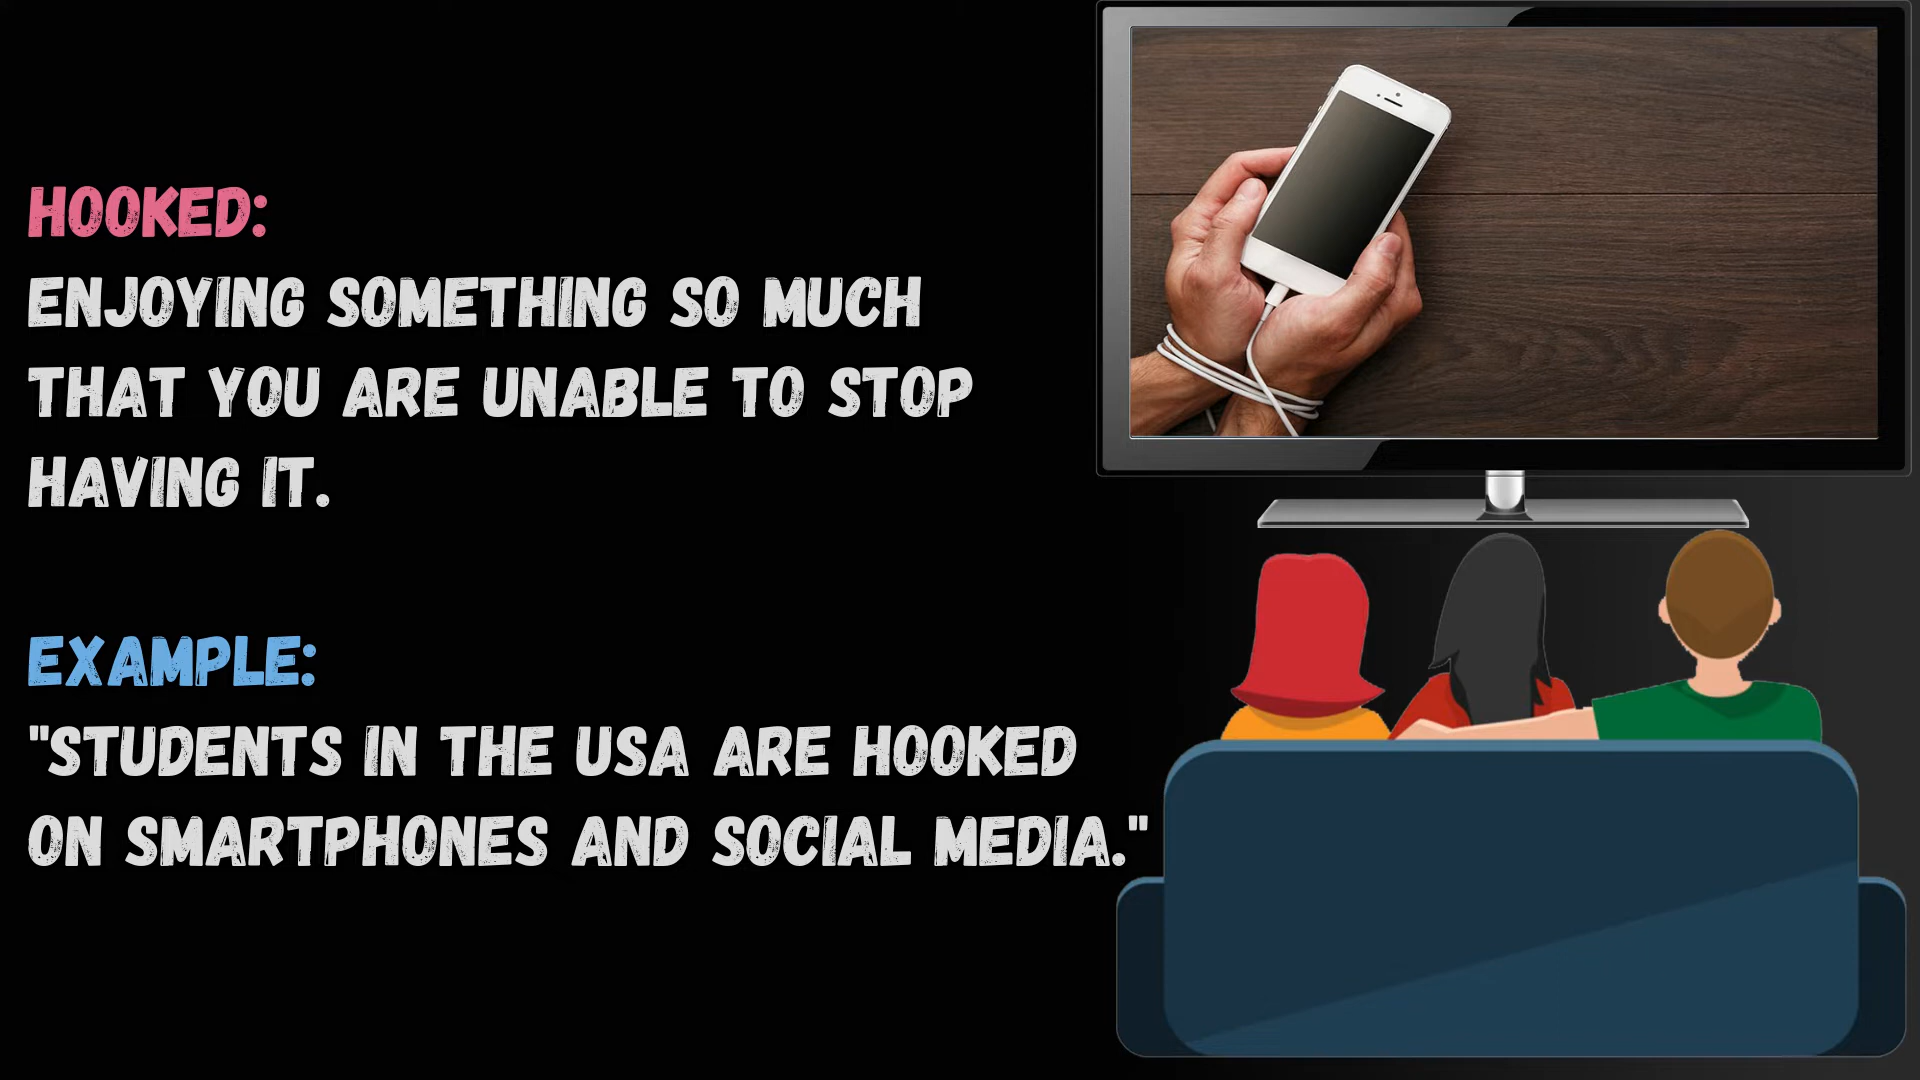 HOOKED:
ENJOYING SOMETHING SO MUCH
THAT YOU ARE UNABLE TO STOP
HAVING IT.
EXAMPLE:
"STUDENTS IN THE USA ARE HOOKED
ON SMARTPHONES AND SOCIAL MEDIA."